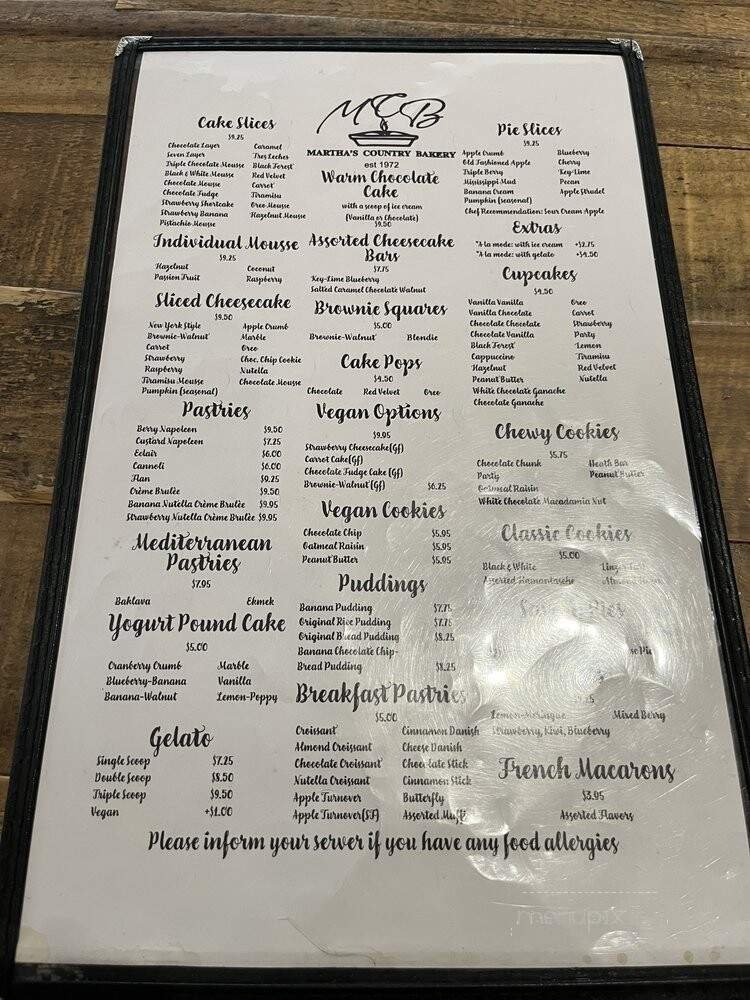 MCB
MARTHA'S COUNTRY BAKERY
est 1972
Cake Slices
$9.25
Chocolate Layer Caramel
Seven Layer Tres Leches
Triple Chocolate Mousse Black Forest
Black & White Mousse Red Velvet
Chocolate Mousse Carrot
Chocolate Fudge Tiramisu
Strawberry Shortcake Oreo Mousse
Strawberry Banana Hazelnut Mousse
Pistachio Mousse
Individual Mousse
$9.25
Hazelnut Coconut
Passion Fruit Raspberry
Sliced Cheesecake
$9.50
New York Style Apple Crumb
Brownie-Walnut Marble
Carrot Oreo
Strawberry Choc. Chip Cookie
Raspberry Nutella
Tiramisu Mousse Chocolate Mousse
Pumpkin (seasonal)
Pastries
Berry Napoleon $9.50
Custard Napoleon $7.25
Eclair $6.00
Cannoli $6.00
Flan $9.25
Crème Brulèe $9.50
Banana Nutella Crème Brulèe $9.95
Strawberry Nutella Crème Brulèe $9.95
Mediterranean
Pastries
$7.95
Baklava Ekmek
Yogurt Pound Cake
$5.00
Cranberry Crumb Marble
Blueberry-Banana Vanilla
Banana-Walnut Lemon-Poppy
Gelato
Single Scoop $7.25
Double Scoop $8.50
Triple Scoop $9.50
Vegan +$1.00
Warm Chocolate
Cake
with a scoop of ice cream
(Vanilla or Chocolate)
$9.50
Assorted Cheesecake
Bars
$7.75
Key-Lime Blueberry
Salted Caramel Chocolate Walnut
Brownie Squares
$5.00
Brownie-Walnut Blondie
Cake Pops
$4.50
Chocolate Red Velvet Oreo
Vegan Options
$9.95
Strawberry Cheesecake(Gf)
Carrot Cake(Gf)
Chocolate Fudge Cake (Gf)
Brownie-Walnut(Gf) $6.25
Vegan Cookies
Chocolate Chip $5.95
Oatmeal Raisin $5.95
Peanut Butter $5.95
Puddings
Banana Pudding $7.75
Original Rice Pudding $7.75
Original Bread Pudding $8.25
Banana Chocolate Chip-
Bread Pudding $8.25
Breakfast Pastries
$5.00
Croissant Cinnamon Danish
Almond Croissant Cheese Danish
Chocolate Croissant Chocolate Stick
Nutella Croissant Cinnamon Stick
Apple Turnover Butterfly
Apple Turnover(SF) Assorted Muff
Pie Slices
$9.25
Apple Crumb Blueberry
Old Fashioned Apple Cherry
Triple Berry Key-Lime
Mississippi Mud Pecan
Banana Cream Apple Strudel
Pumpkin (seasonal)
Chef Recommendation: Sour Cream Apple
Extras
"A la mode: with ice cream +$2.75
"A la mode: with gelato +$4.50
Cupcakes
$4.50
Vanilla Vanilla Oreo
Vanilla Chocolate Carrot
Chocolate Chocolate Strawberry
Chocolate Vanilla Party
Black Forest Lemon
Cappuccino Tiramisu
Hazelnut Red Velvet
Peanut Butter Nutella
White Chocolate Ganache
Chocolate Ganache
Chewy Cookies
$5.75
Chocolate Chunk Heath Bar
Party Peanut Butter
Oatmeal Raisin
White Chocolate Macadamia Nut
Classic Cookies
$5.00
Black & White
Assorted Hamantasche
Lemon-Meringue Mixed Berry
Strawberry, Kiwi, Blueberry
French Macarons
$3.95
Assorted Flavors
Please inform your server if you have any food allergies
menupix